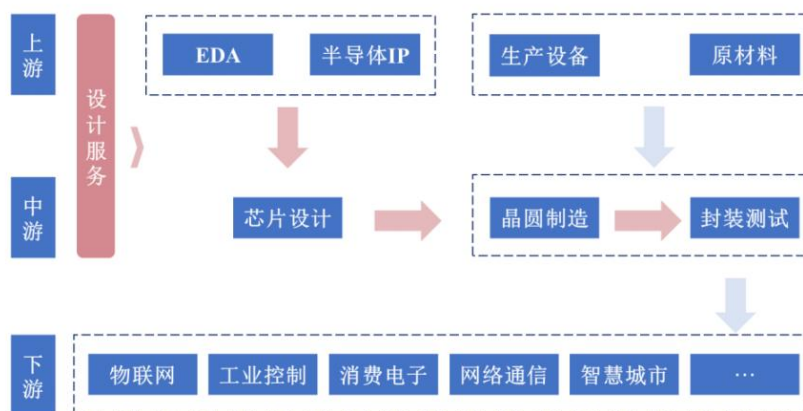 上游
设计服务
EDA
半导体IP
生产设备
原材料
中游
芯片设计
晶圆制造
封装测试
下游
物联网
工业控制
消费电子
网络通信
智慧城市
…